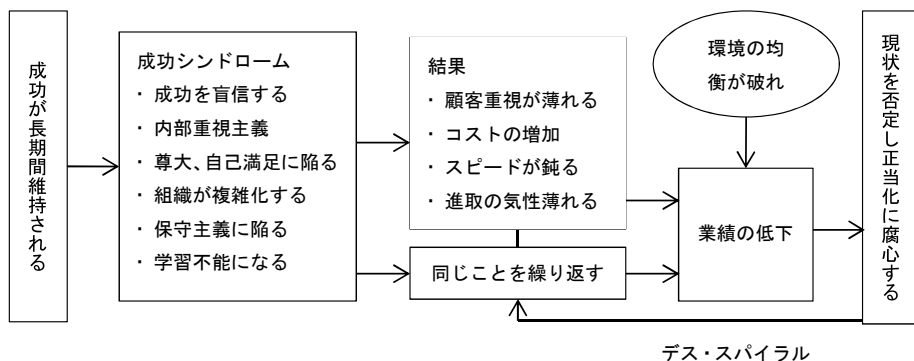 成功が長期間維持される
成功シンドローム
・ 成功を盲信する
・ 内部重視主義
・ 尊大、自己満足に陥る
・ 組織が複雑化する
・ 保守主義に陥る
・ 学習不能になる
結果
・ 顧客重視が薄れる
・ コストの増加
・ スピードが鈍る
・ 進取の気性薄れる
同じことを繰り返す
環境の均
衡が破れ
業績の低下
現状を否定し正当化に腐心する
デス・スパイラル